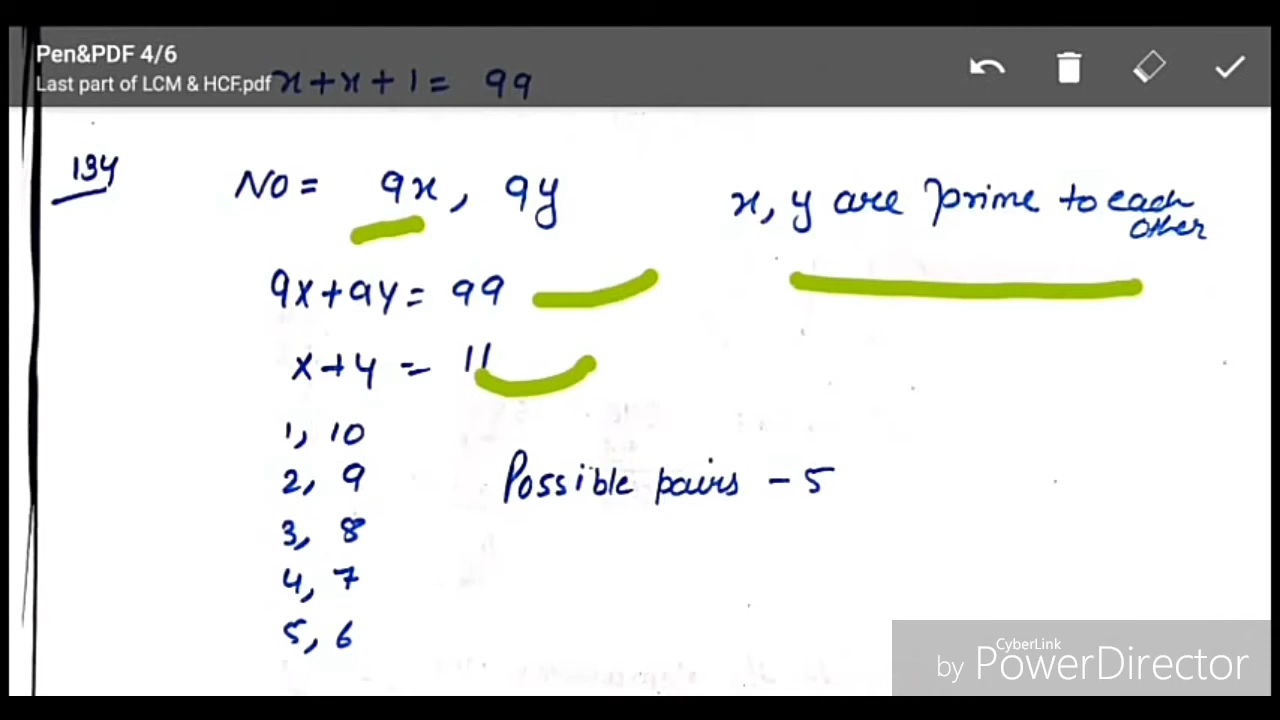 Pen&PDF 4/6
Last part of LCM & HCF.pdf
x+x+1= 99
134
NO= 9x, 9y
x, y are prime to each
other
9x+9y= 99
x+y = 11
1, 10
2, 9
Possible pairs - 5
3, 8
4, 7
5, 6
CyberLink
by PowerDirector